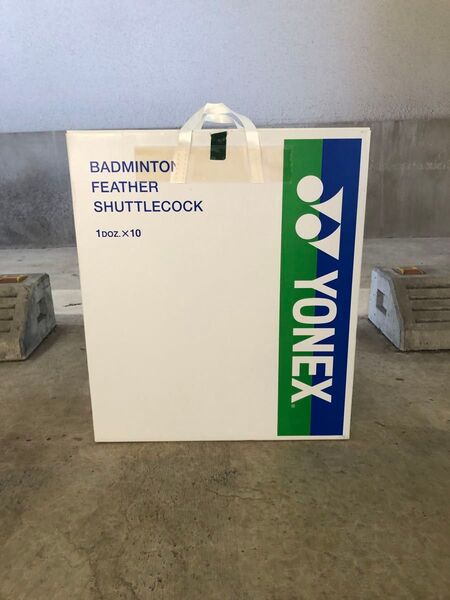 BADMINTON
FEATHER
SHUTTLECOCK
1DOZ.×10
YONEX